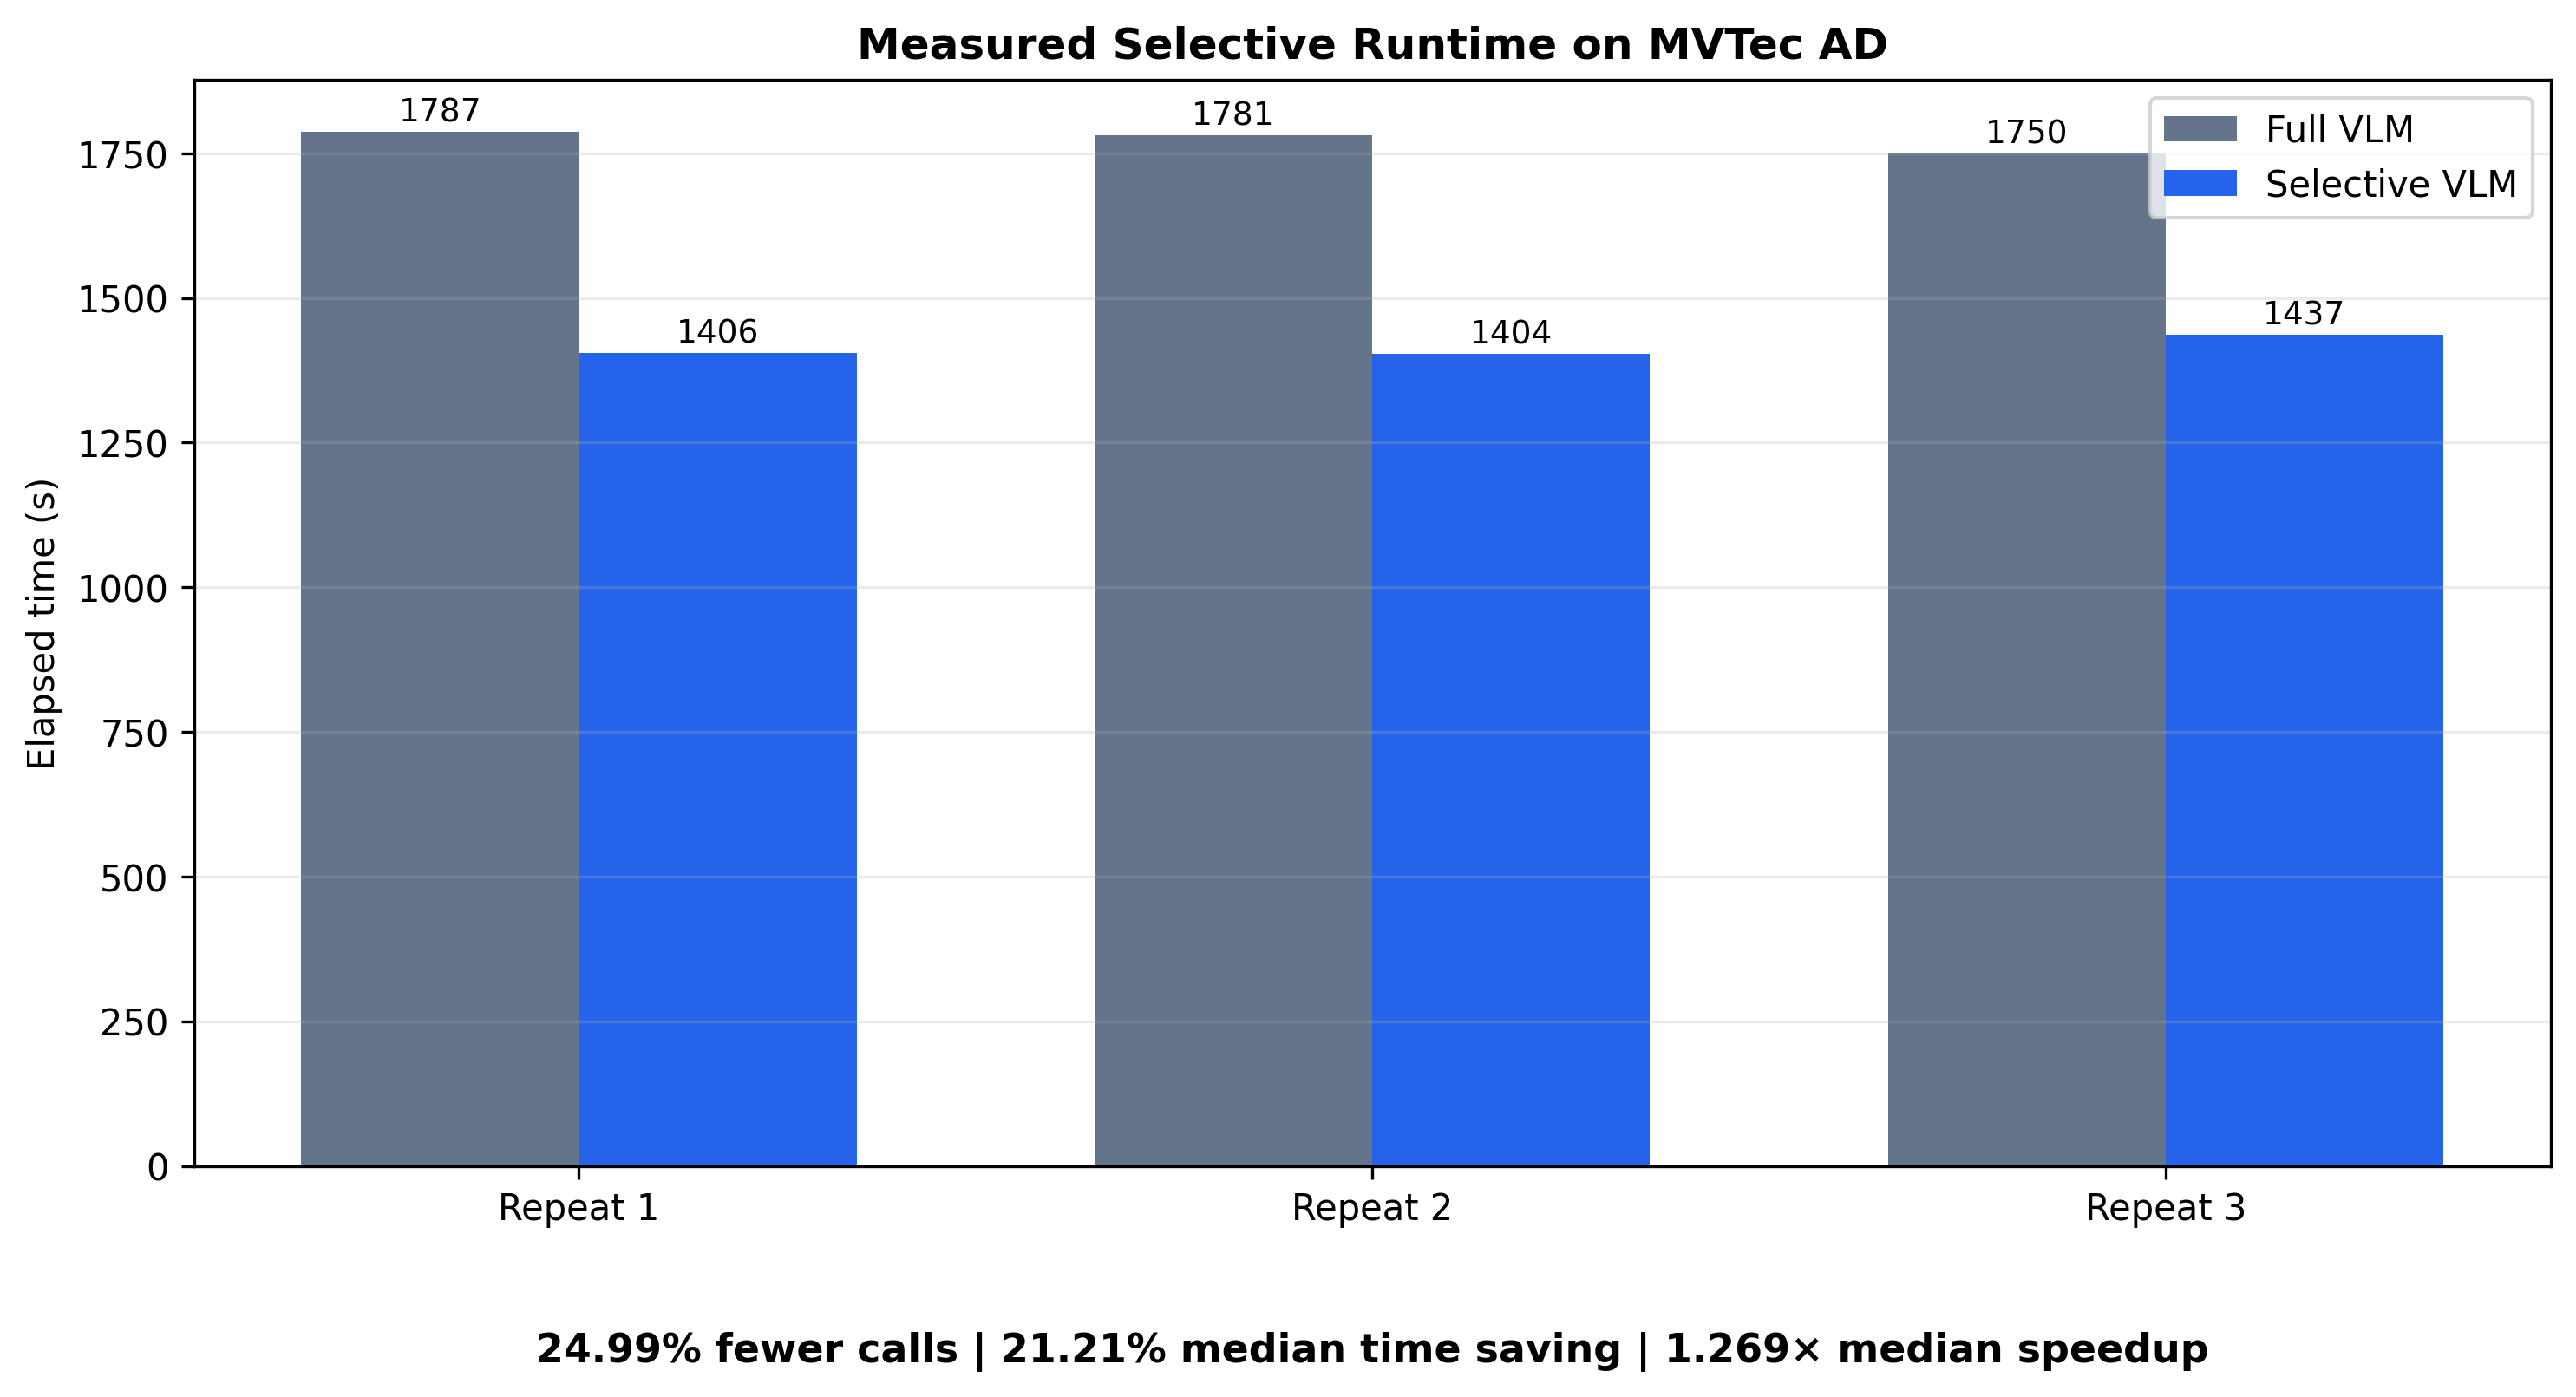 Measured Selective Runtime on MVTec AD
Full VLM
Selective VLM
1787
1406
1781
1404
1750
1437
Elapsed time (s)
1750
1500
1250
1000
750
500
250
0
Repeat 1
Repeat 2
Repeat 3
24.99% fewer calls | 21.21% median time saving | 1.269× median speedup